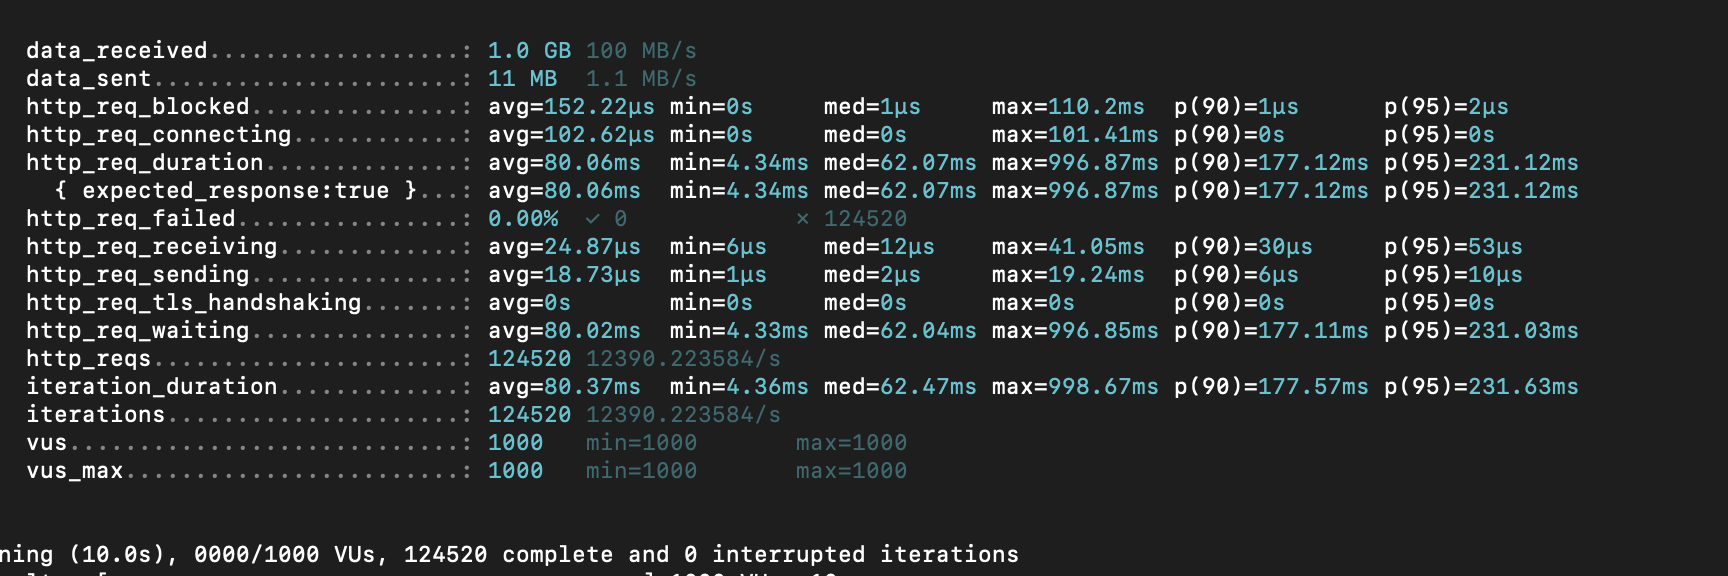 data_received...................: 1.0 GB 100 MB/s
data_sent.......................: 11 MB 1.1 MB/s
http_req_blocked................: avg=152.22µs min=0s med=1µs max=110.2ms p(90)=1µs p(95)=2µs
http_req_connecting.............: avg=102.62µs min=0s med=0s max=101.41ms p(90)=0s p(95)=0s
http_req_duration...............: avg=80.06ms min=4.34ms med=62.07ms max=996.87ms p(90)=177.12ms p(95)=231.12ms
{ expected_response:true }....: avg=80.06ms min=4.34ms med=62.07ms max=996.87ms p(90)=177.12ms p(95)=231.12ms
http_req_failed.................: 0.00% ✓ 0 ✗ 124520
http_req_receiving..............: avg=24.87µs min=6µs med=12µs max=41.05ms p(90)=30µs p(95)=53µs
http_req_sending................: avg=18.73µs min=1µs med=2µs max=19.24ms p(90)=6µs p(95)=10µs
http_req_tls_handshaking........: avg=0s min=0s med=0s max=0s p(90)=0s p(95)=0s
http_req_waiting................: avg=80.02ms min=4.33ms med=62.04ms max=996.85ms p(90)=177.11ms p(95)=231.03ms
http_reqs.......................: 124520 12390.223584/s
iteration_duration..............: avg=80.37ms min=4.36ms med=62.47ms max=998.67ms p(90)=177.57ms p(95)=231.63ms
iterations......................: 124520 12390.223584/s
vus.............................: 1000 min=1000 max=1000
vus_max.........................: 1000 min=1000 max=1000
ning (10.0s), 0000/1000 VUs, 124520 complete and 0 interrupted iterations